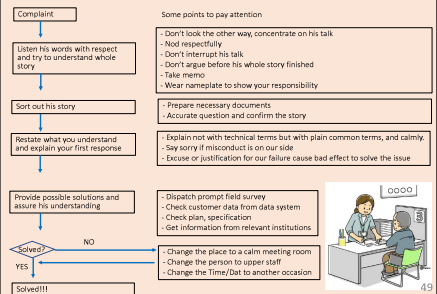 Complaint
Some points to pay attention
Listen his words with respect
and try to understand whole
story
- Don't look the other way, concentrate on his talk
- Nod respectfully
- Don't interrupt his talk
- Don't argue before his whole story finished
- Take memo
- Wear nameplate to show your responsibility
Sort out his story
- Prepare necessary documents
- Accurate question and confirm the story
Restate what you understand
and explain your first response
- Explain not with technical terms but with plain common terms, and calmly.
- Say sorry if misconduct is on our side
- Excuse or justification for our failure cause bad effect to solve the issue
Provide possible solutions and
assure his understanding
- Dispatch prompt field survey
- Check customer data from data system
- Check plan, specification
- Get information from relevant institutions
Solved?
NO
YES
- Change the place to a calm meeting room
- Change the person to upper staff
- Change the Time/Dat to another occasion
Solved!!!
49